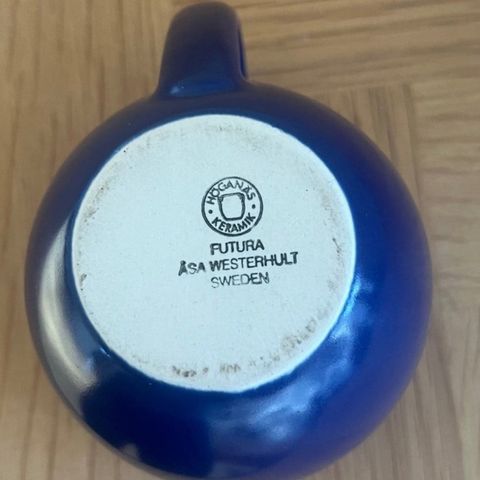 HÖGANÄS
KERAMIK
FUTURA
ÅSA WESTERHULT
SWEDEN